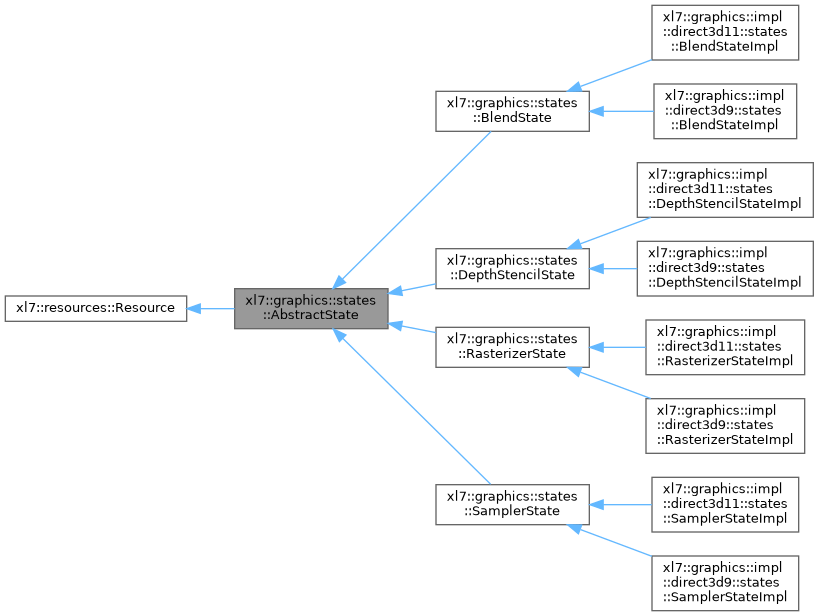 xl7::resources::Resource
xl7::graphics::states
::AbstractState
xl7::graphics::states
::BlendState
xl7::graphics::states
::DepthStencilState
xl7::graphics::states
::RasterizerState
xl7::graphics::states
::SamplerState
xl7::graphics::impl
::direct3d11::states
::BlendStateImpl
xl7::graphics::impl
::direct3d9::states
::BlendStateImpl
xl7::graphics::impl
::direct3d11::states
::DepthStencilStateImpl
xl7::graphics::impl
::direct3d9::states
::DepthStencilStateImpl
xl7::graphics::impl
::direct3d11::states
::RasterizerStateImpl
xl7::graphics::impl
::direct3d9::states
::RasterizerStateImpl
xl7::graphics::impl
::direct3d11::states
::SamplerStateImpl
xl7::graphics::impl
::direct3d9::states
::SamplerStateImpl